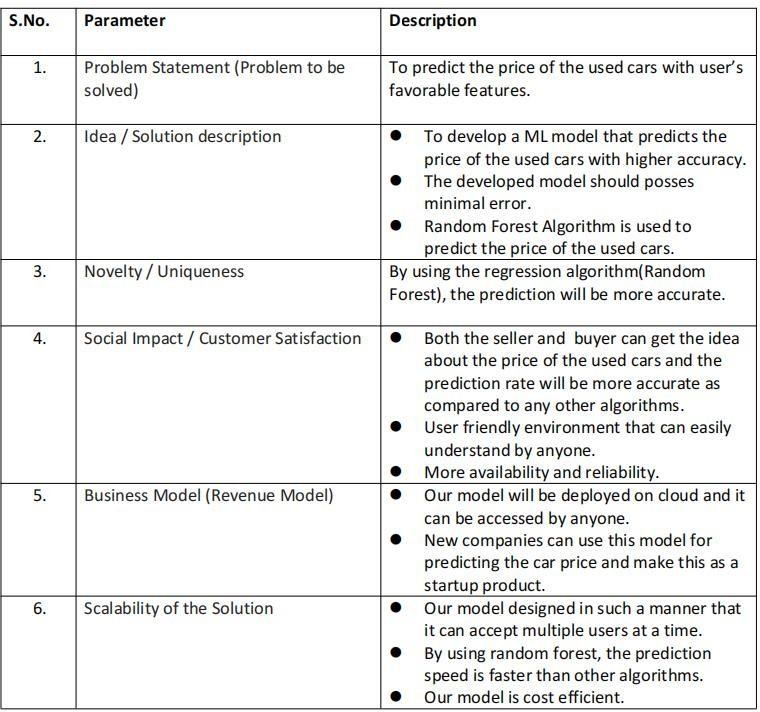 S.No. Parameter Description
1. Problem Statement (Problem to be To predict the price of the used cars with user's
solved) favorable features.
2. Idea / Solution description ● To develop a ML model that predicts the
price of the used cars with higher accuracy.
● The developed model should posses
minimal error.
● Random Forest Algorithm is used to
predict the price of the used cars.
3. Novelty / Uniqueness By using the regression algorithm(Random
Forest), the prediction will be more accurate.
4. Social Impact / Customer Satisfaction ● Both the seller and buyer can get the idea
about the price of the used cars and the
prediction rate will be more accurate as
compared to any other algorithms.
● User friendly environment that can easily
understand by anyone.
● More availability and reliability.
5. Business Model (Revenue Model) ● Our model will be deployed on cloud and it
can be accessed by anyone.
● New companies can use this model for
predicting the car price and make this as a
startup product.
6. Scalability of the Solution ● Our model designed in such a manner that
it can accept multiple users at a time.
● By using random forest, the prediction
speed is faster than other algorithms.
● Our model is cost efficient.